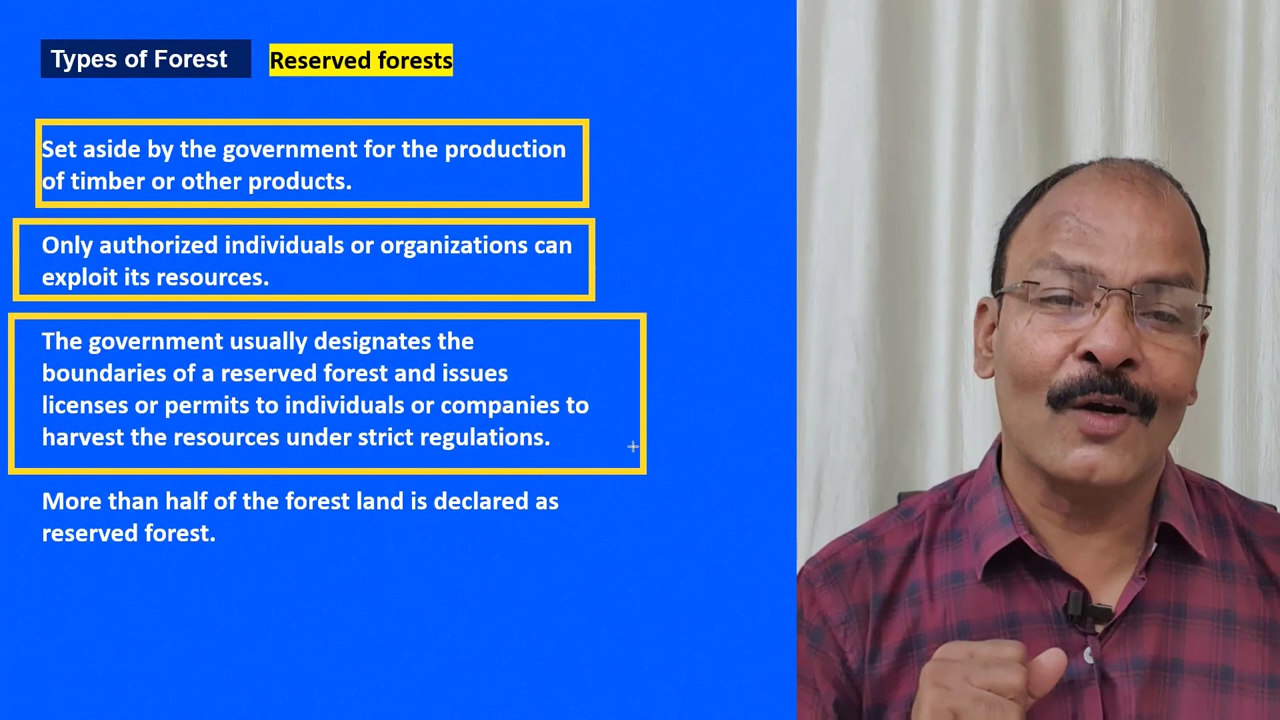 Types of Forest
Reserved forests
Set aside by the government for the production
of timber or other products.
Only authorized individuals or organizations can
exploit its resources.
The government usually designates the
boundaries of a reserved forest and issues
licenses or permits to individuals or companies to
harvest the resources under strict regulations.
More than half of the forest land is declared as
reserved forest.